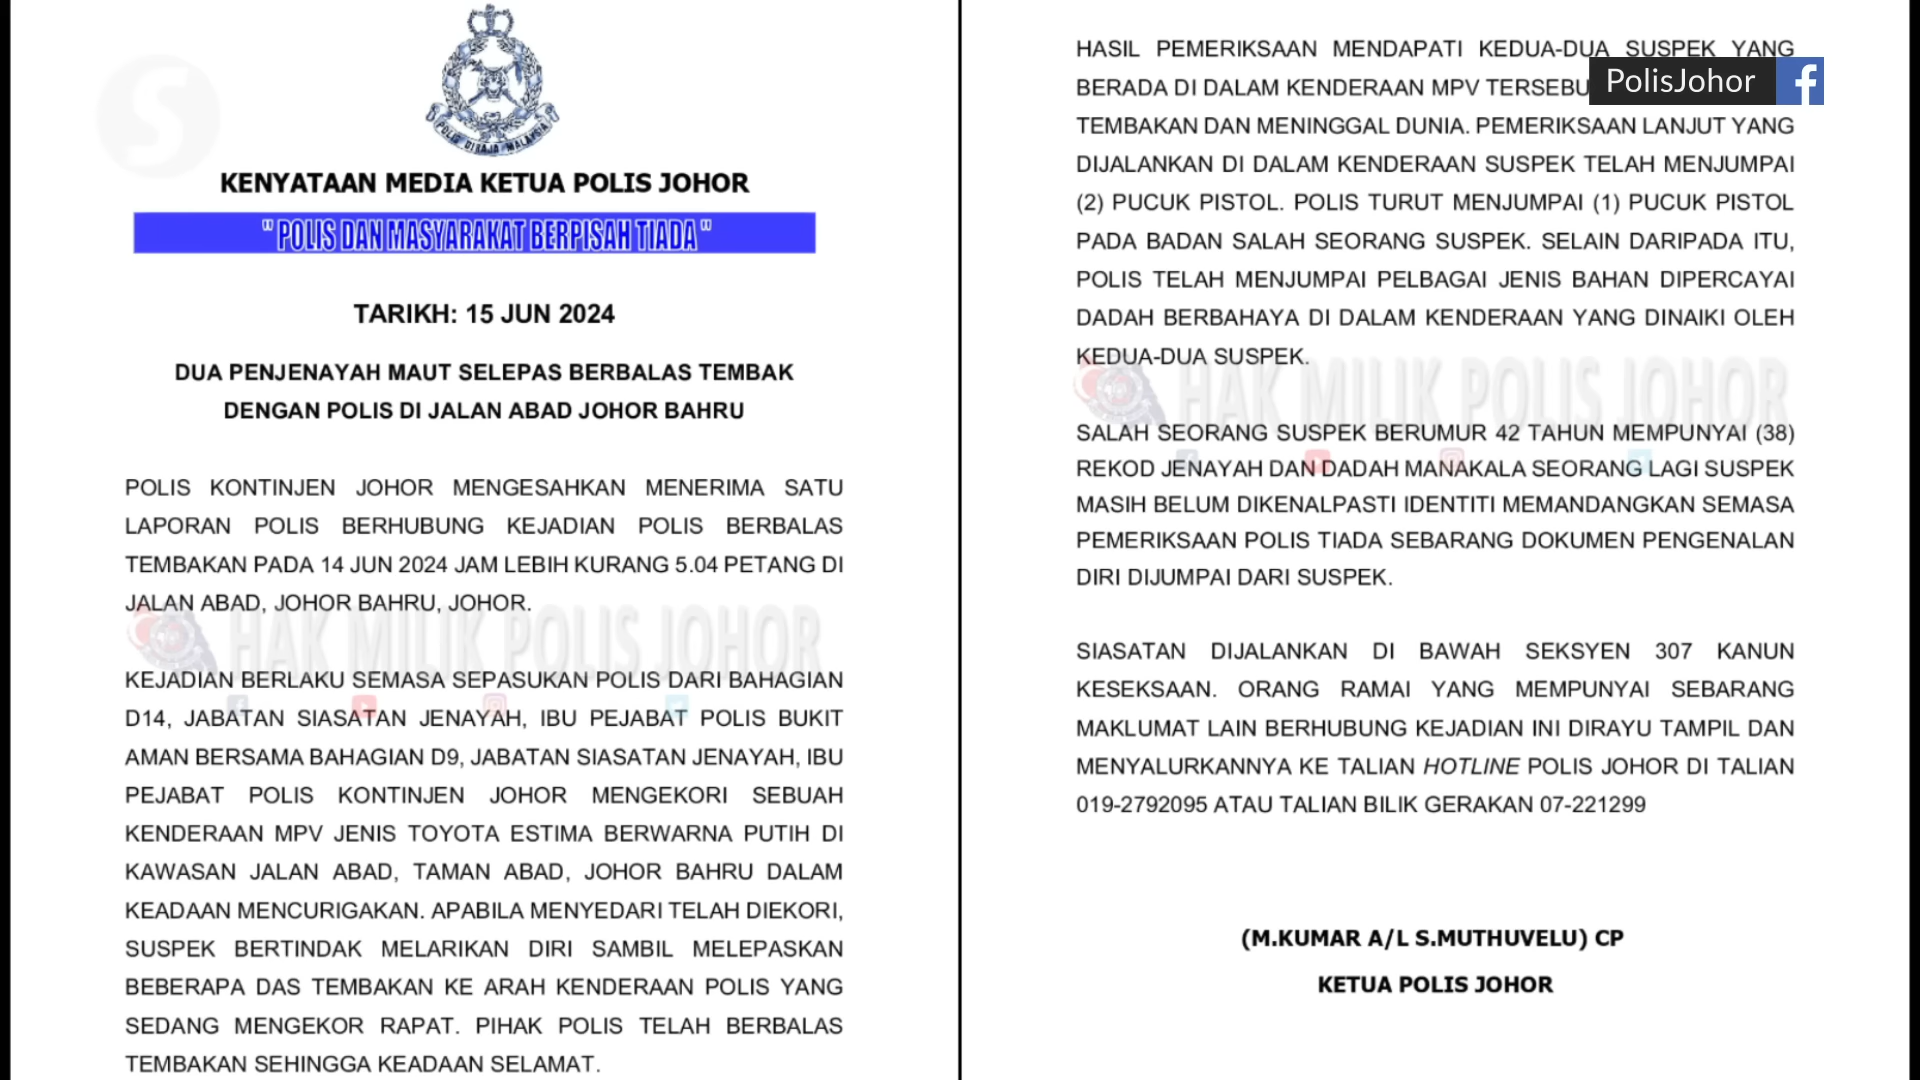 POLIS DIRAJA MALAYSIA
KENYATAAN MEDIA KETUA POLIS JOHOR
" POLIS DAN MASYARAKAT BERPISAH TIADA "
TARIKH: 15 JUN 2024
DUA PENJENAYAH MAUT SELEPAS BERBALAS TEMBAK
DENGAN POLIS DI JALAN ABAD JOHOR BAHRU
POLIS KONTINJEN JOHOR MENGESAHKAN MENERIMA SATU
LAPORAN POLIS BERHUBUNG KEJADIAN POLIS BERBALAS
TEMBAKAN PADA 14 JUN 2024 JAM LEBIH KURANG 5.04 PETANG DI
JALAN ABAD, JOHOR BAHRU, JOHOR.
HAK MILIK POLIS JOHOR
KEJADIAN BERLAKU SEMASA SEPASUKAN POLIS DARI BAHAGIAN
D14, JABATAN SIASATAN JENAYAH, IBU PEJABAT POLIS BUKIT
AMAN BERSAMA BAHAGIAN D9, JABATAN SIASATAN JENAYAH, IBU
PEJABAT POLIS KONTINJEN JOHOR MENGEKORI SEBUAH
KENDERAAN MPV JENIS TOYOTA ESTIMA BERWARNA PUTIH DI
KAWASAN JALAN ABAD, TAMAN ABAD, JOHOR BAHRU DALAM
KEADAAN MENCURIGAKAN. APABILA MENYEDARI TELAH DIEKORI,
SUSPEK BERTINDAK MELARIKAN DIRI SAMBIL MELEPASKAN
BEBERAPA DAS TEMBAKAN KE ARAH KENDERAAN POLIS YANG
SEDANG MENGEKOR RAPAT. PIHAK POLIS TELAH BERBALAS
TEMBAKAN SEHINGGA KEADAAN SELAMAT.
HASIL PEMERIKSAAN MENDAPATI KEDUA-DUA SUSPEK YANG
BERADA DI DALAM KENDERAAN MPV TERSEBU
PolisJohor
TEMBAKAN DAN MENINGGAL DUNIA. PEMERIKSAAN LANJUT YANG
DIJALANKAN DI DALAM KENDERAAN SUSPEK TELAH MENJUMPAI
(2) PUCUK PISTOL. POLIS TURUT MENJUMPAI (1) PUCUK PISTOL
PADA BADAN SALAH SEORANG SUSPEK. SELAIN DARIPADA ITU,
POLIS TELAH MENJUMPAI PELBAGAI JENIS BAHAN DIPERCAYAI
DADAH BERBAHAYA DI DALAM KENDERAAN YANG DINAIKI OLEH
KEDUA-DUA SUSPEK.
HAK MILIK POLIS JOHOR
SALAH SEORANG SUSPEK BERUMUR 42 TAHUN MEMPUNYAI (38)
REKOD JENAYAH DAN DADAH MANAKALA SEORANG LAGI SUSPEK
MASIH BELUM DIKENALPASTI IDENTITI MEMANDANGKAN SEMASA
PEMERIKSAAN POLIS TIADA SEBARANG DOKUMEN PENGENALAN
DIRI DIJUMPAI DARI SUSPEK.
SIASATAN DIJALANKAN DI BAWAH SEKSYEN 307 KANUN
KESEKSAAN. ORANG RAMAI YANG MEMPUNYAI SEBARANG
MAKLUMAT LAIN BERHUBUNG KEJADIAN INI DIRAYU TAMPIL DAN
MENYALURKANNYA KE TALIAN HOTLINE POLIS JOHOR DI TALIAN
019-2792095 ATAU TALIAN BILIK GERAKAN 07-221299
(M.KUMAR A/L S.MUTHUVELU) CP
KETUA POLIS JOHOR